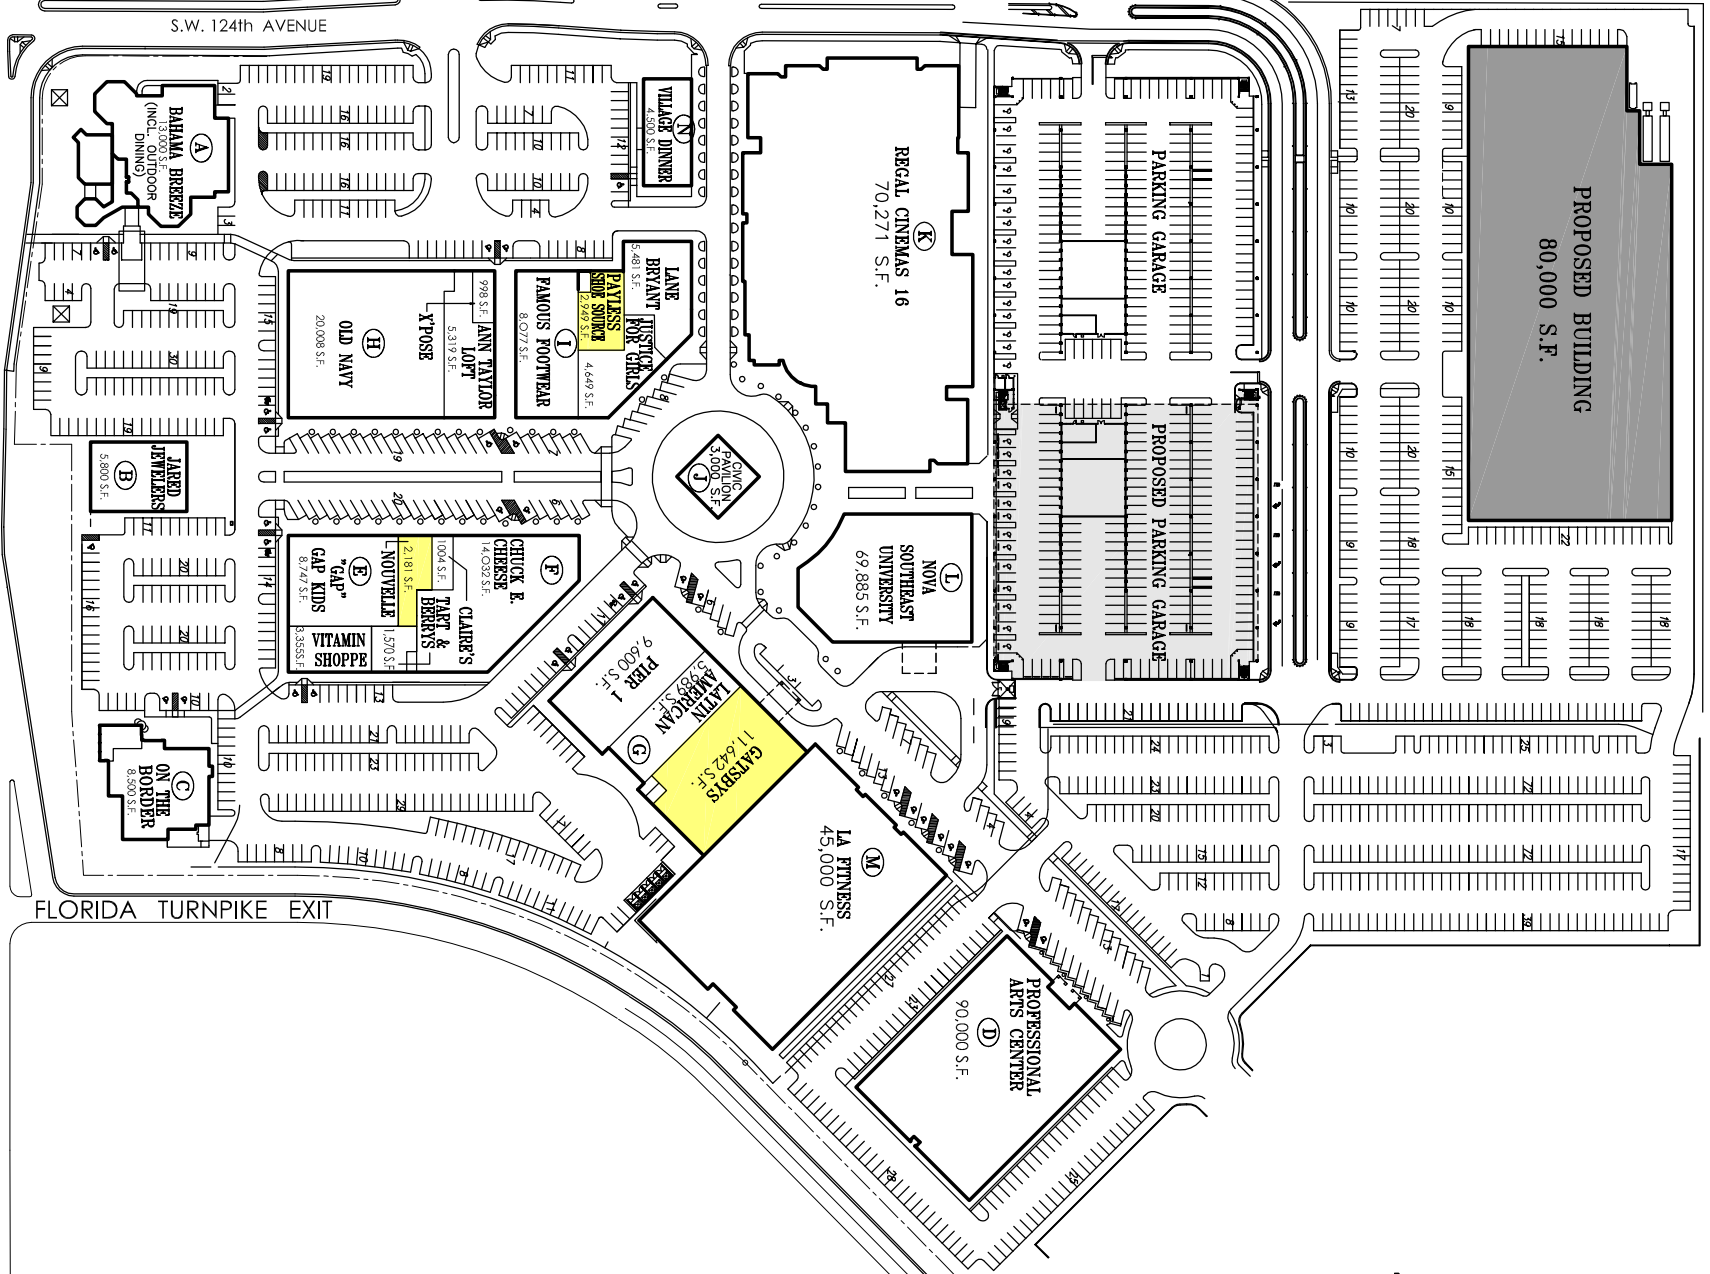 S.W. 124th AVENUE
A
BAHAMA BREEZE
13,000 S.F.
(INCL. OUTDOOR
DINING)
N
VILLAGE DINNER
4,500 S.F.
K
REGAL CINEMAS 16
70,271 S.F.
PARKING GARAGE
PROPOSED PARKING GARAGE
PROPOSED BUILDING
80,000 S.F.
H
OLD NAVY
20,008 S.F.
998 S.F.
X'POSE
ANN TAYLOR
LOFT
5,319 S.F.
I
FAMOUS FOOTWEAR
8,077 S.F.
PAYLESS
SHOE SOURCE
2,949 S.F.
LANE
BRYANT
5,481 S.F.
JUSTICE
FOR GIRLS
4,649 S.F.
CIVIC
PAVILION
3,000 S.F.
J
JARED
JEWELERS
B
5,800 S.F.
E
"GAP"
GAP KIDS
8,747 S.F.
NOUVELLE
2,181 S.F.
F
CHUCK E.
CHEESE
14,032 S.F.
1004 S.F.
CLAIRE'S
TART &
BERRYS
1,570 S.F.
VITAMIN
SHOPPE
3,355S.F.
L
NOVA
SOUTHEAST
UNIVERSITY
69,885 S.F.
PIER 1
9,600 S.F.
LATIN
AMERICAN
5,989 S.F.
G
GATSBYS
11,642 S.F.
M
LA FITNESS
45,000 S.F.
C
ON THE
BORDER
8,500 S.F.
PROFESSIONAL
ARTS CENTER
D
90,000 S.F.
FLORIDA TURNPIKE EXIT